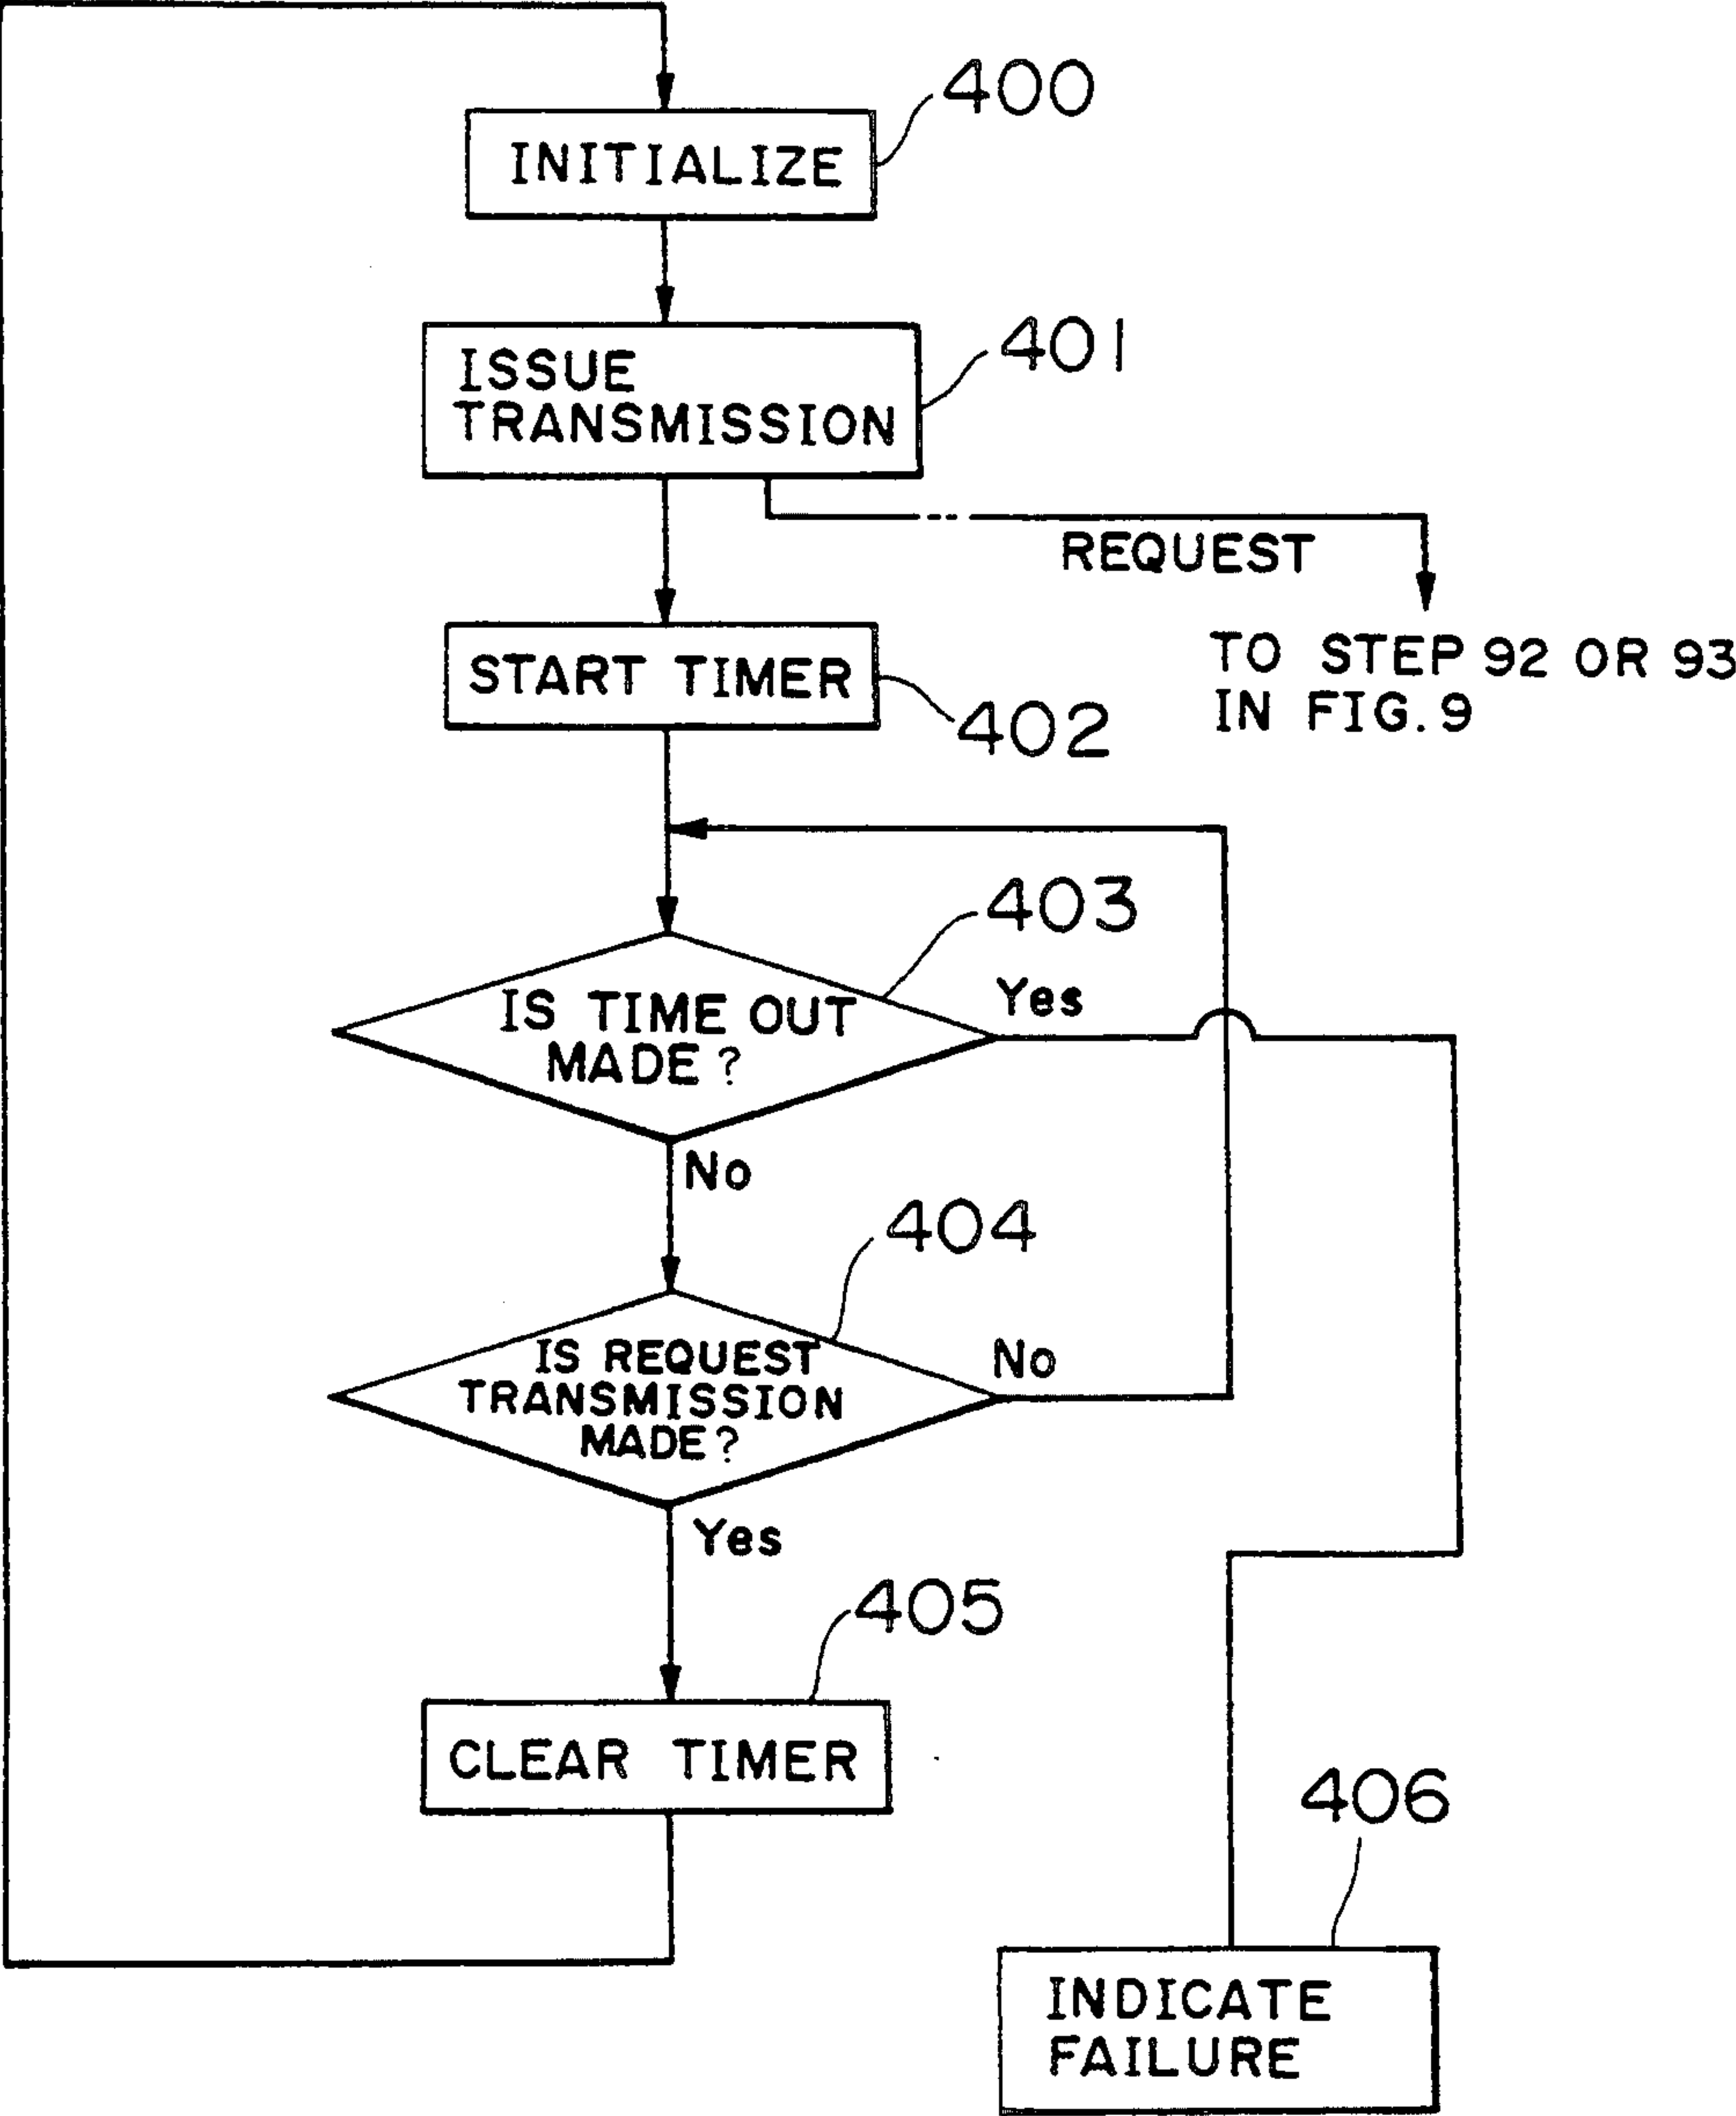 400
INITIALIZE
401
ISSUE
TRANSMISSION
REQUEST
TO STEP 92 OR 93
IN FIG. 9
START TIMER
402
403
IS TIME OUT
MADE?
Yes
No
404
IS REQUEST
TRANSMISSION
MADE?
No
Yes
405
CLEAR TIMER
406
INDICATE
FAILURE